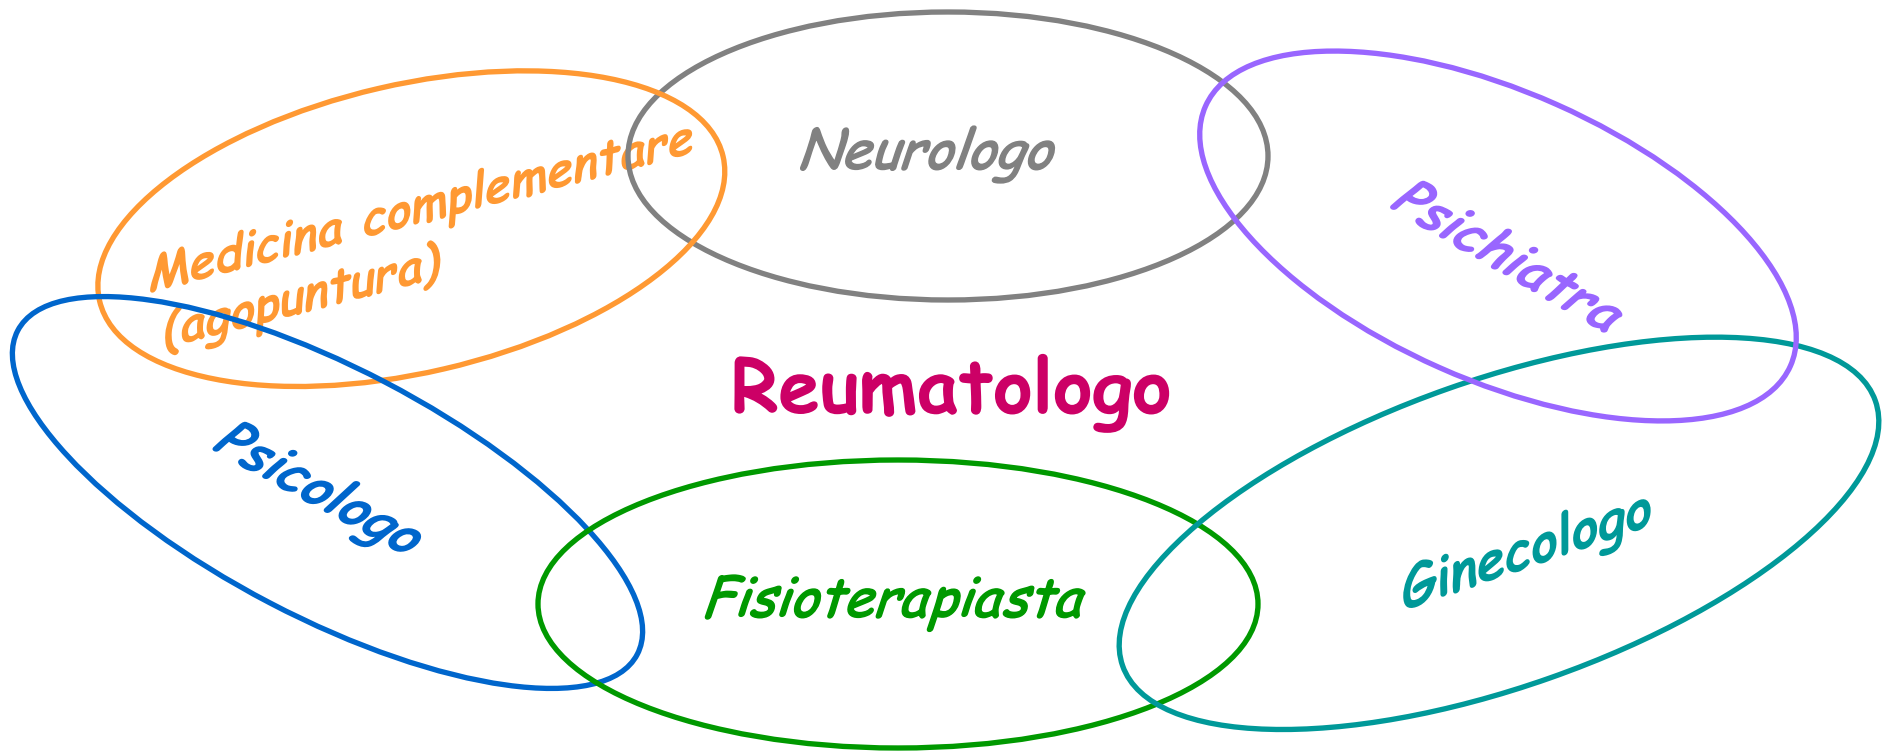 Neurologo
Medicina complementare
(agopuntura)
Psichiatra
Reumatologo
Psicologo
Ginecologo
Fisioterapiasta